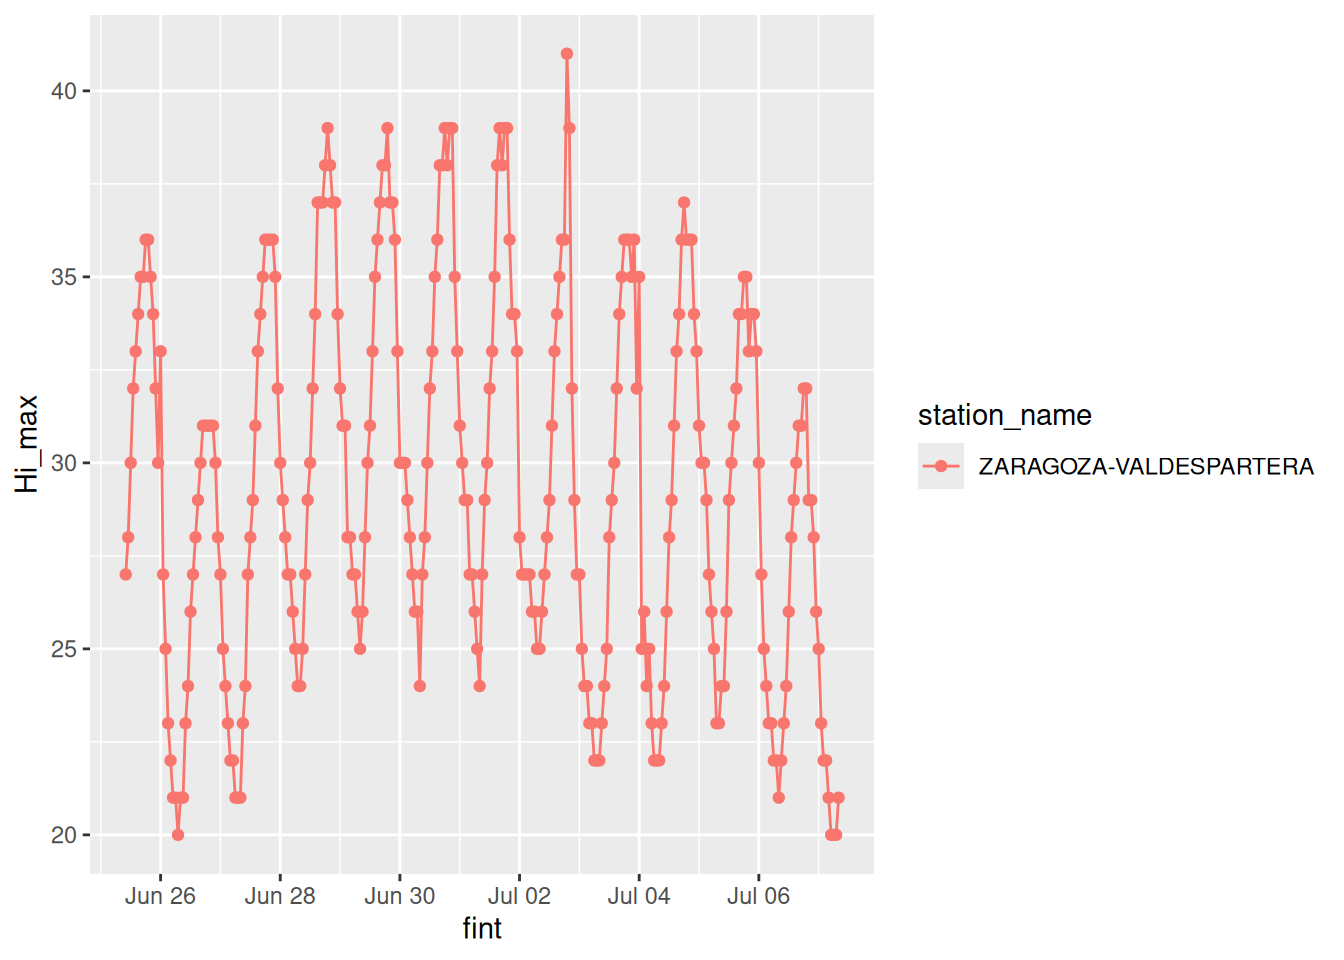 40
35
30
25
20
Hi_max
Jun 26 Jun 28 Jun 30 Jul 02 Jul 04 Jul 06
fint
station_name
ZARAGOZA-VALDESPARTERA